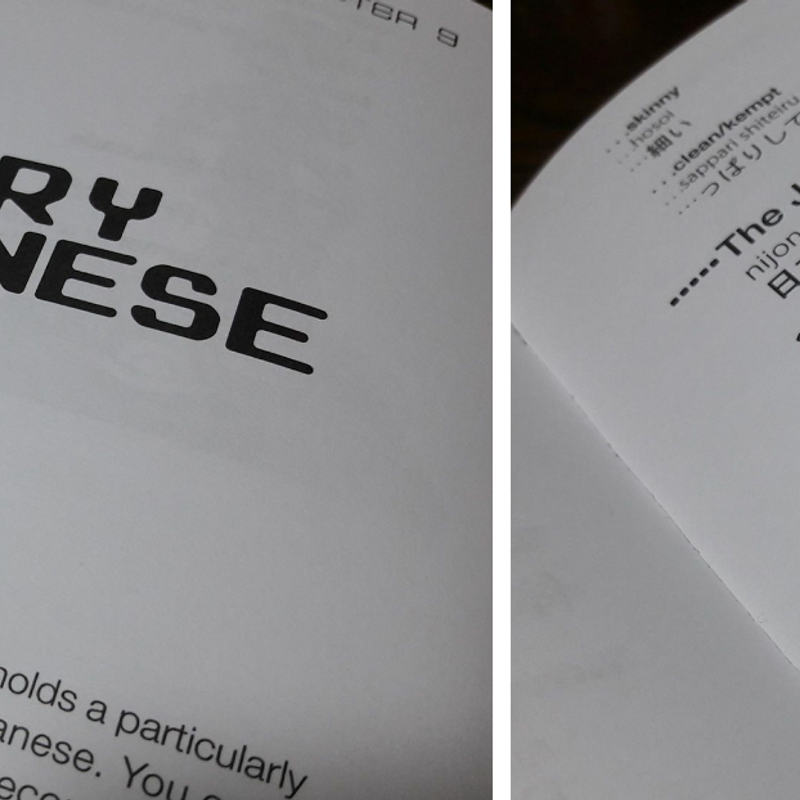 TER 9
RY
NESE
holds a particularly
anese. You
...skinny
...hosoi
...細い
...clean/kempt
...sappari shiteiru
...っぱりして
-----The J
nijon
日